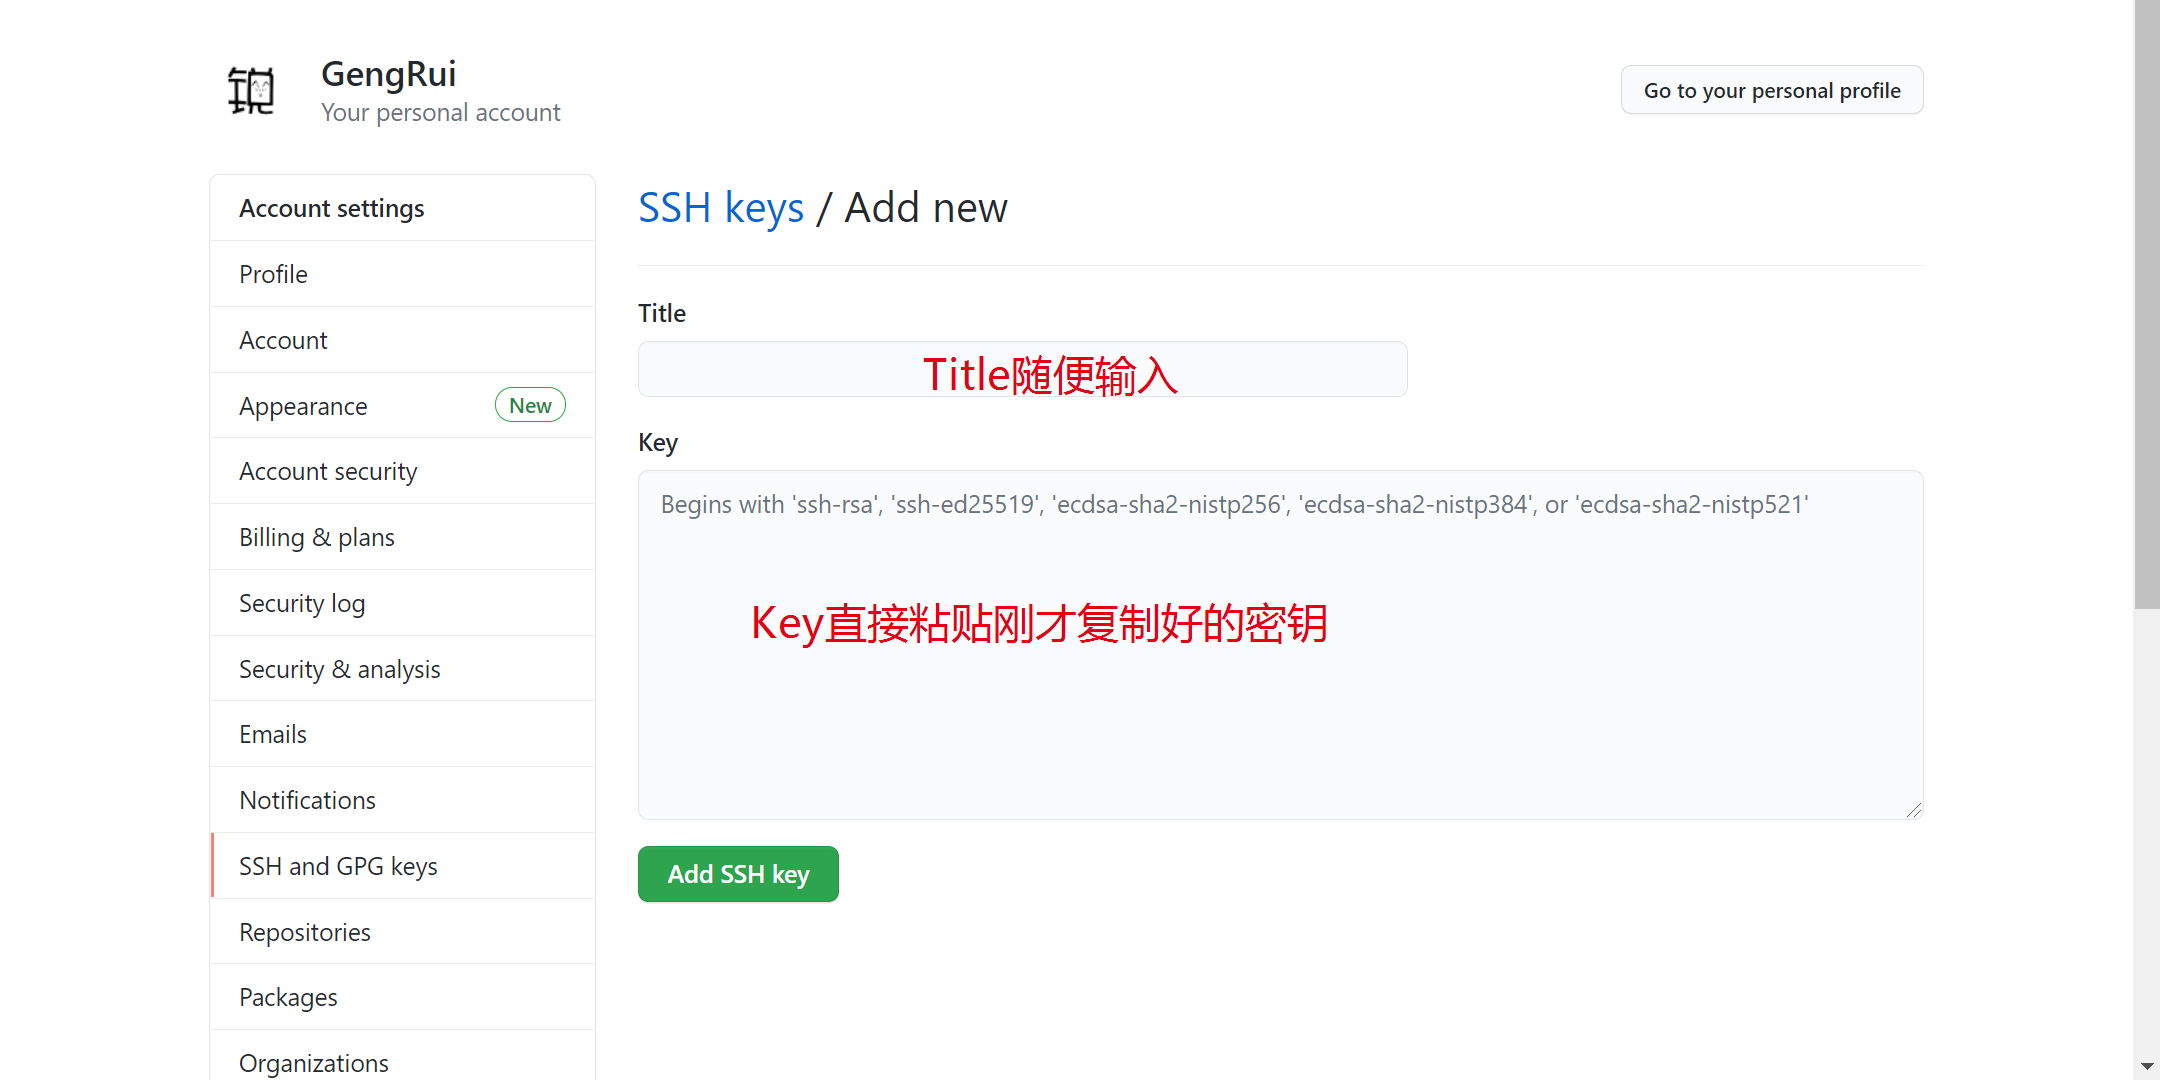 GengRui
Your personal account
Go to your personal profile
Account settings
Profile
Account
Appearance New
Account security
Billing & plans
Security log
Security & analysis
Emails
Notifications
SSH and GPG keys
Repositories
Packages
Organizations
SSH keys / Add new
Title
Title随便输入
Key
Begins with 'ssh-rsa', 'ssh-ed25519', 'ecdsa-sha2-nistp256', 'ecdsa-sha2-nistp384', or 'ecdsa-sha2-nistp521'
Key直接粘贴刚才复制好的密钥
Add SSH key